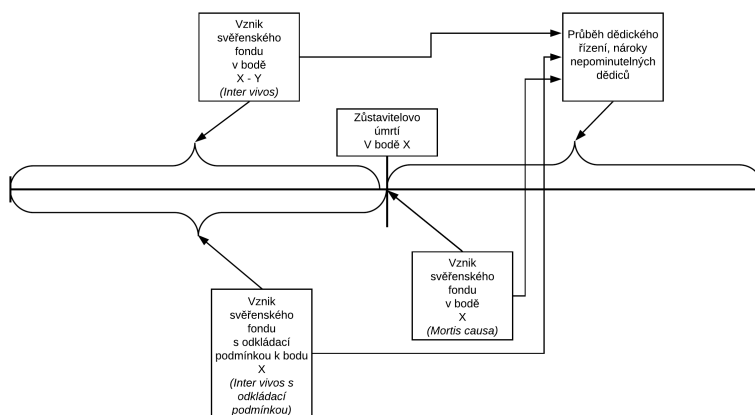 Vznik
svěřenského
fondu
v bodě
X - Y
(Inter vivos)
Průběh dědického
řízení, nároky
nepominutelných
dědiců
Zůstavitelovo
úmrtí
V bodě X
Vznik
svěřenského
fondu
v bodě
X
(Mortis causa)
Vznik
svěřenského
fondu
s odkládací
podmínkou k bodu
X
(Inter vivos s
odkládací
podmínkou)